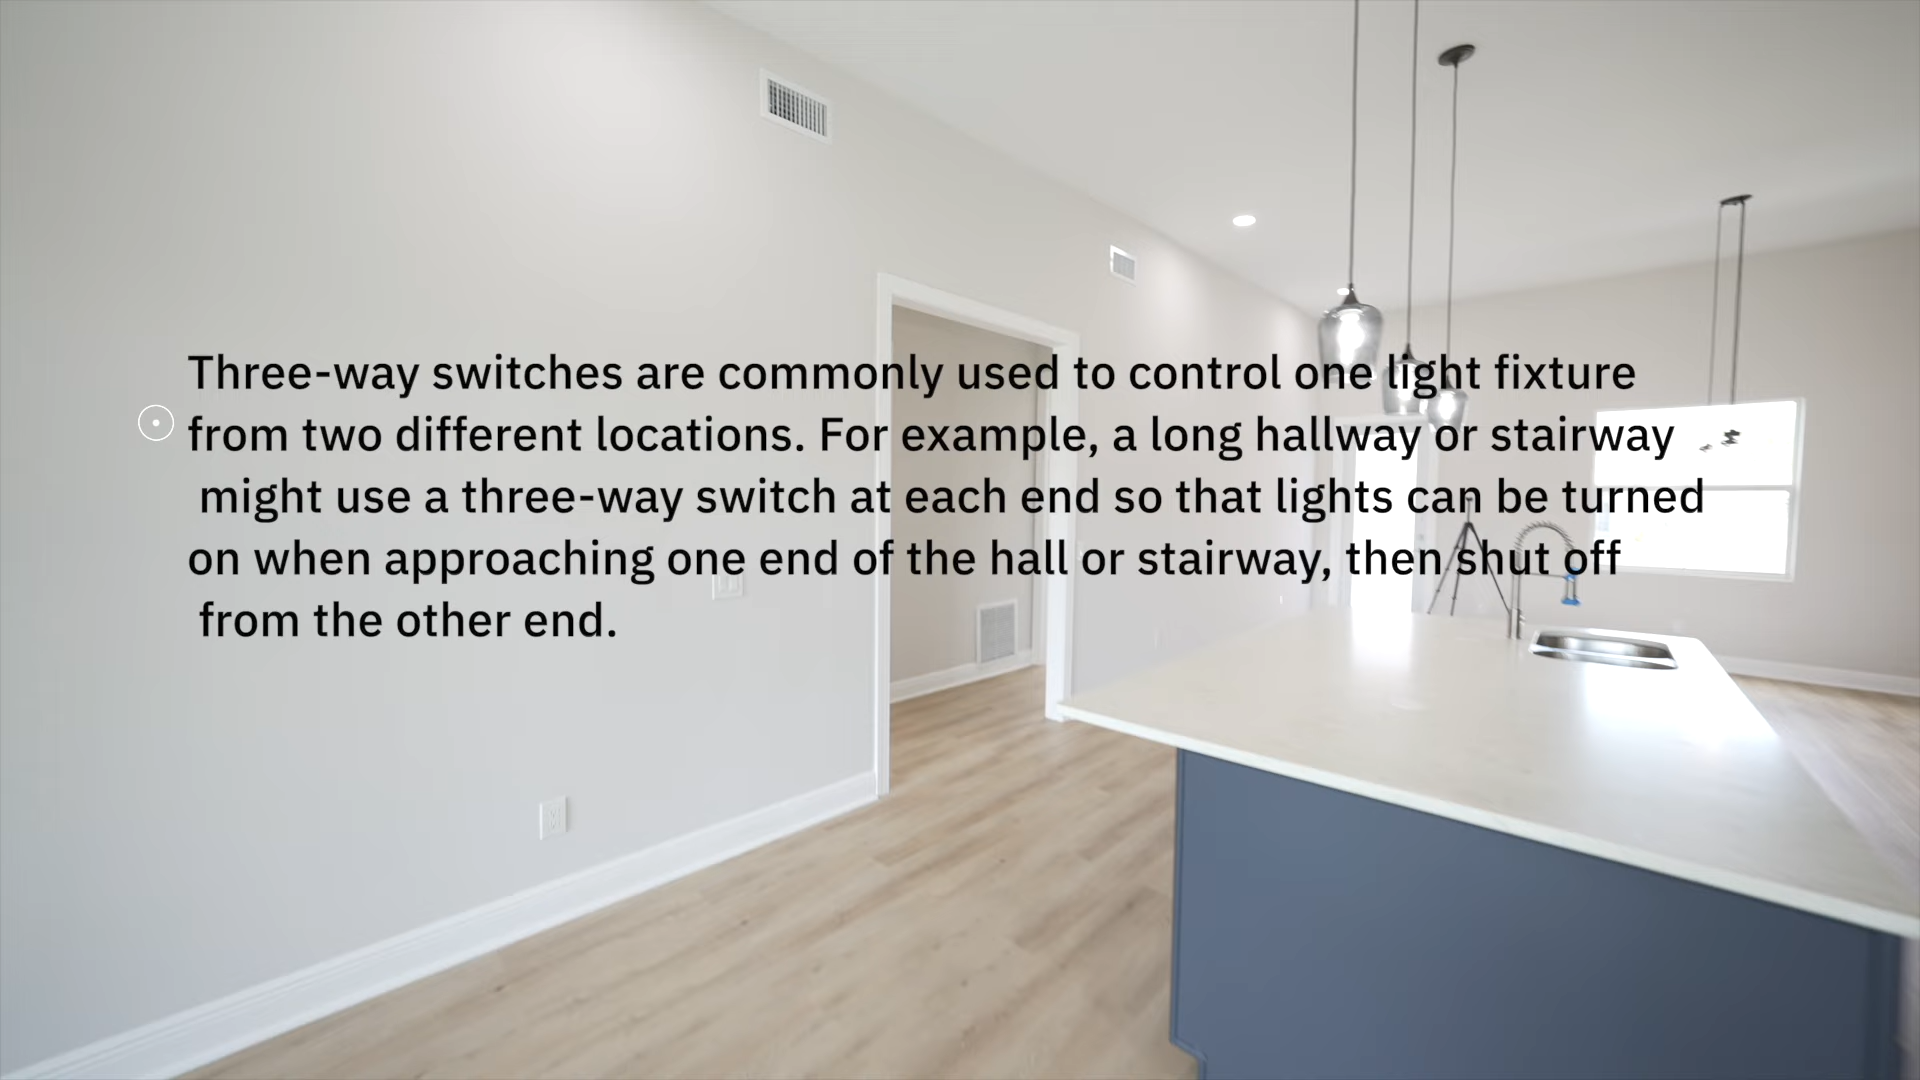 Three-way switches are commonly used to control one light fixture
from two different locations. For example, a long hallway or stairway
might use a three-way switch at each end so that lights can be turned
on when approaching one end of the hall or stairway, then shut off
from the other end.